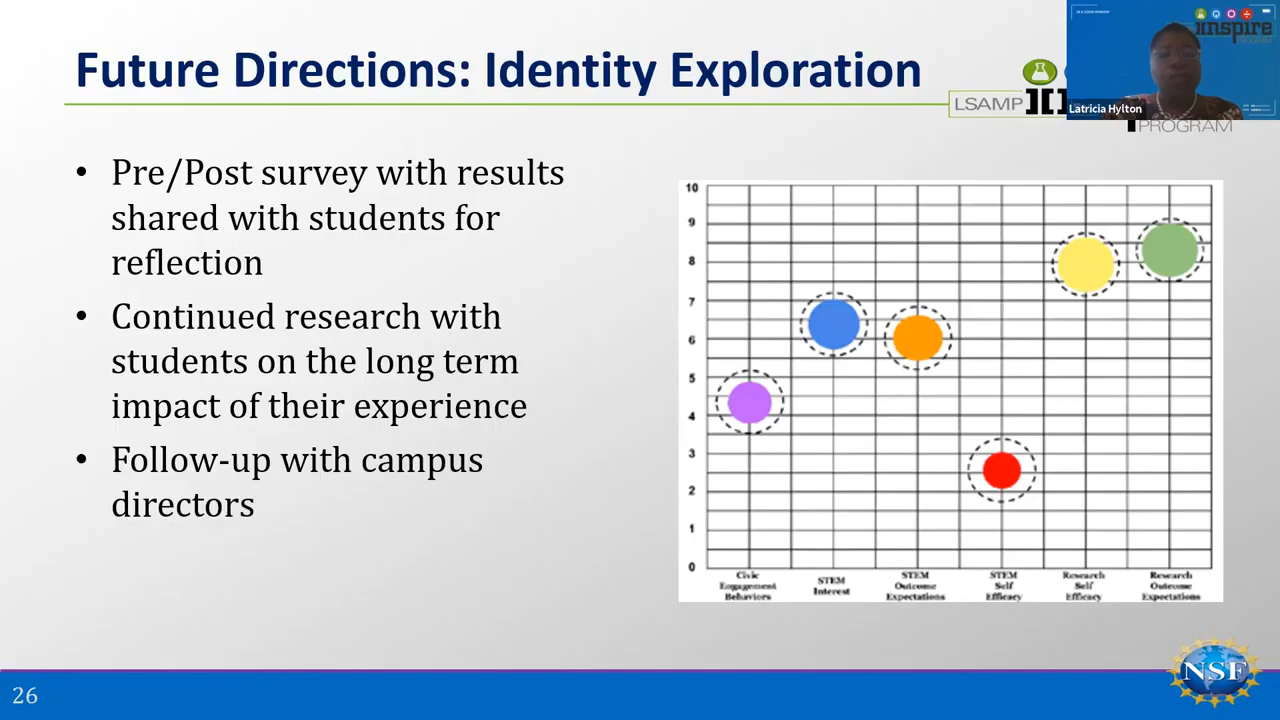 Future Directions: Identity Exploration
inspire
LSAMP
PROGRAM
Latricia Hylton
• Pre/Post survey with results
shared with students for
reflection
• Continued research with
students on the long term
impact of their experience
• Follow-up with campus
directors
10
9
8
7
6
5
4
3
2
1
0
Civic
Engagement
Behaviors
STEM
Interest
STEM
Outcome
Expectations
STEM
Self
Efficacy
Research
Self
Efficacy
Research
Outcome
Expectations
NSF
26